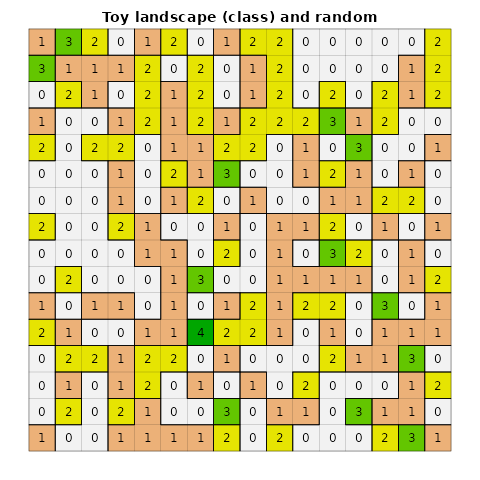 Toy landscape (class) and random
1 3 2 0 1 2 0 1 2 2 0 0 0 0 0 2
3 1 1 1 2 0 2 0 1 2 0 0 0 0 1 2
0 2 1 0 2 1 2 0 1 2 0 2 0 2 1 2
1 0 0 1 2 1 2 1 2 2 2 3 1 2 0 0
2 0 2 2 0 1 1 2 2 0 1 0 3 0 0 1
0 0 0 1 0 2 1 3 0 0 1 2 1 0 1 0
0 0 0 1 0 1 2 0 1 0 0 1 1 2 2 0
2 0 0 2 1 0 0 1 0 1 1 2 0 1 0 1
0 0 0 0 1 1 0 2 0 1 0 3 2 0 1 0
0 2 0 0 0 1 3 0 0 1 1 1 1 0 1 2
1 0 1 1 0 1 0 1 2 1 2 2 0 3 0 1
2 1 0 0 1 1 4 2 2 1 0 1 0 1 1 1
0 2 2 1 2 2 0 1 0 0 0 2 1 1 3 0
0 1 0 1 2 0 1 0 1 0 2 0 0 0 1 2
0 2 0 2 1 0 0 3 0 1 1 0 3 1 1 0
1 0 0 1 1 1 1 2 0 2 0 0 0 2 3 1